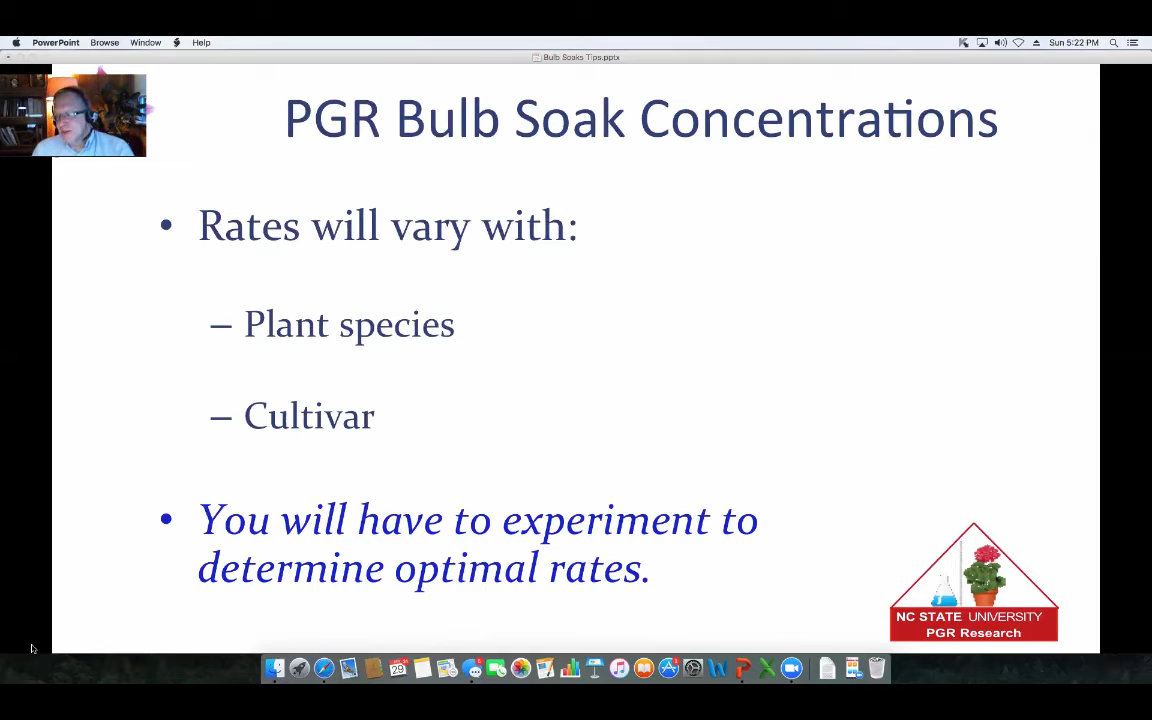 PowerPoint Browse Window Help
Sun 5:22 PM
Bulb Soaks Tips.pptx
PGR Bulb Soak Concentrations
• Rates will vary with:
– Plant species
– Cultivar
• You will have to experiment to
determine optimal rates.
NC STATE UNIVERSITY
PGR Research
29